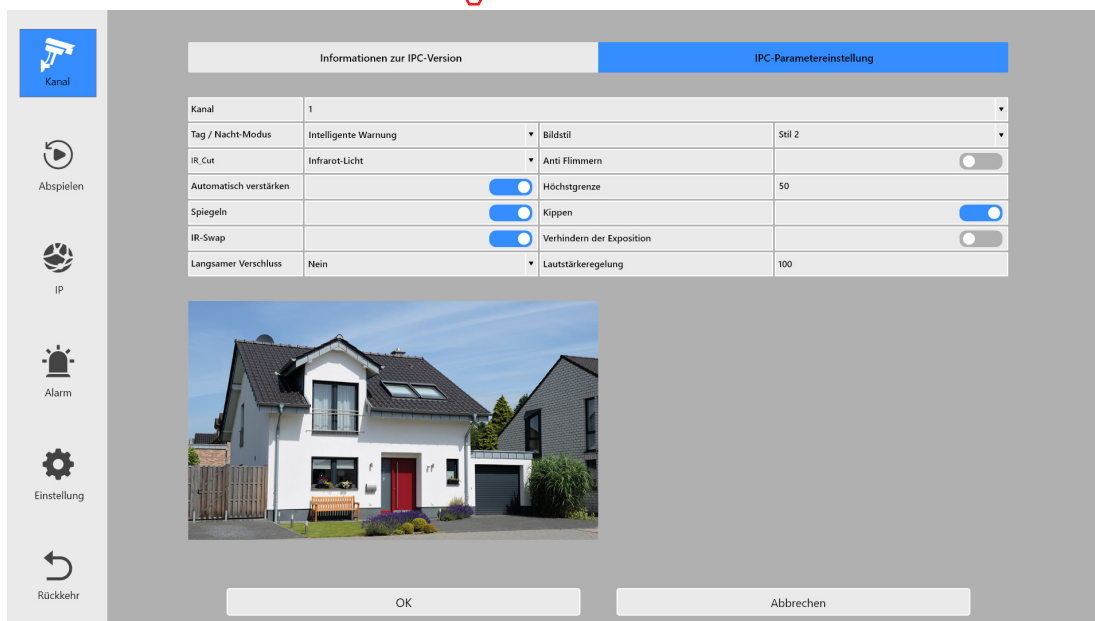 Kanal
Abspielen
IP
Alarm
Einstellung
Rückkehr
Informationen zur IPC-Version IPC-Parametereinstellung
Kanal 1
Tag / Nacht-Modus Intelligente Warnung Bildstil Stil 2
IR_Cut Infrarot-Licht Anti Flimmern
Automatisch verstärken Höchstgrenze 50
Spiegeln Kippen
IR-Swap Verhindern der Exposition
Langsamer Verschluss Nein Lautstärkeregelung 100
OK Abbrechen